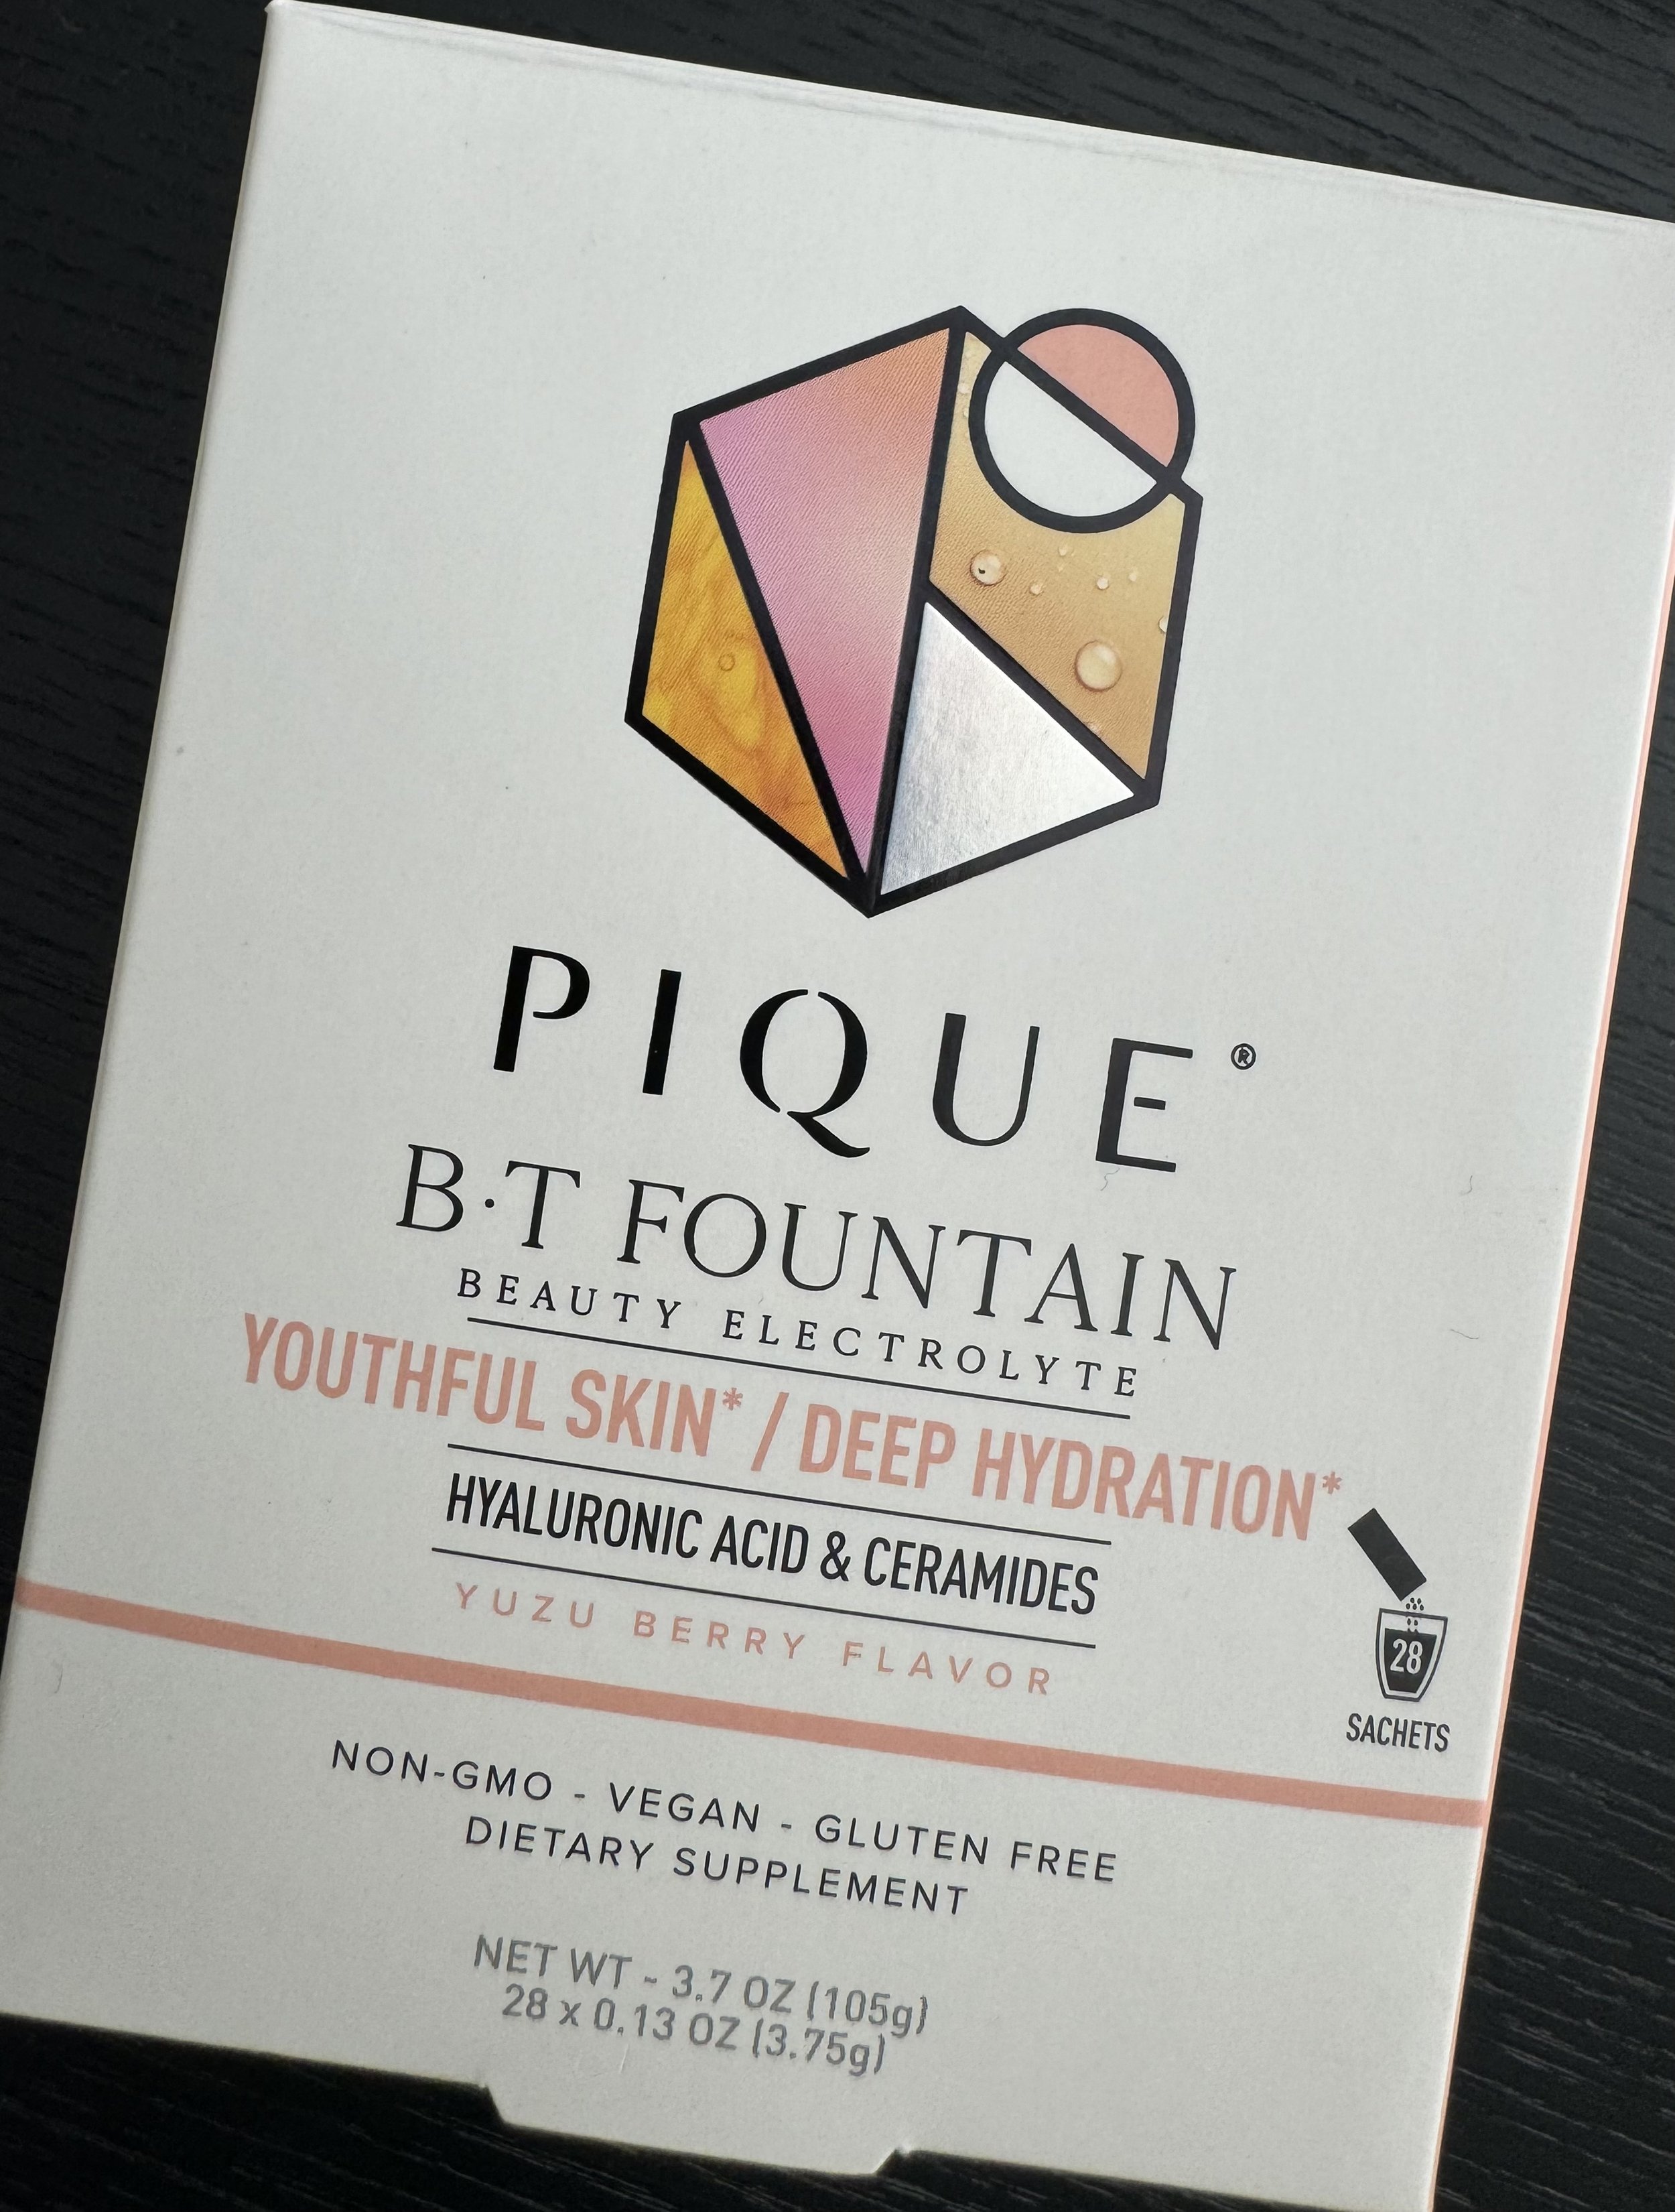 PIQUE®
B·T FOUNTAIN
BEAUTY ELECTROLYTE
YOUTHFUL SKIN* / DEEP HYDRATION*
HYALURONIC ACID & CERAMIDES
YUZU BERRY FLAVOR
28
SACHETS
NON-GMO - VEGAN - GLUTEN FREE
DIETARY SUPPLEMENT
NET WT - 3.7 OZ (105g)
28 x 0.13 OZ (3.75g)